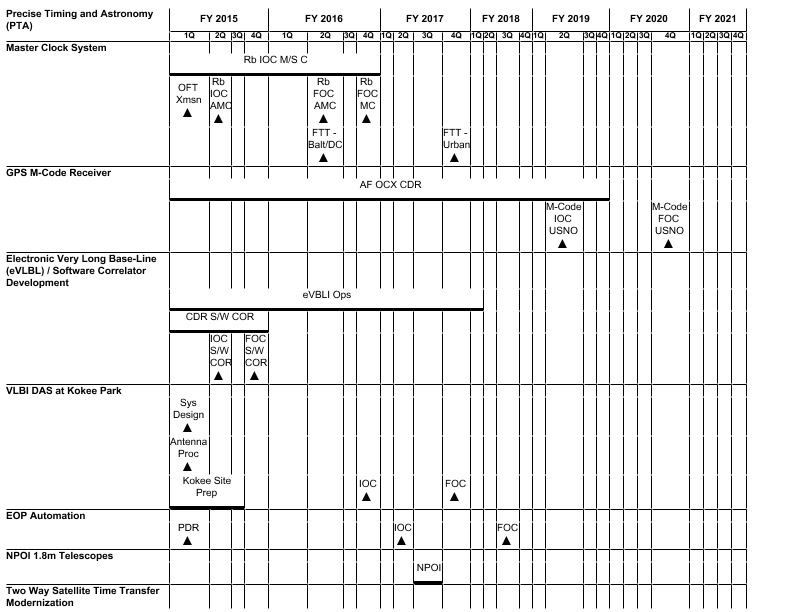 Precise Timing and Astronomy
(PTA)
FY 2015 FY 2016 FY 2017 FY 2018 FY 2019 FY 2020 FY 2021
1Q 2Q 3Q 4Q 1Q 2Q 3Q 4Q 1Q 2Q 3Q 4Q 1Q 2Q 3Q 4Q 1Q 2Q 3Q 4Q 1Q 2Q 3Q 4Q 1Q 2Q 3Q 4Q
Master Clock System
Rb IOC M/S C
OFT
Xmsn
Rb
IOC
AMC
Rb
FOC
AMC
Rb
FOC
MC
FTT -
Balt/DC
FTT -
Urban
GPS M-Code Receiver
AF OCX CDR
M-Code
IOC
USNO
M-Code
FOC
USNO
Electronic Very Long Base-Line
(eVLBL) / Software Correlator
Development
eVBLI Ops
CDR S/W COR
IOC
S/W
COR
FOC
S/W
COR
VLBI DAS at Kokee Park
Sys
Design
Antenna
Proc
Kokee Site
Prep
IOC
FOC
EOP Automation
PDR
IOC
FOC
NPOI 1.8m Telescopes
NPOI
Two Way Satellite Time Transfer
Modernization